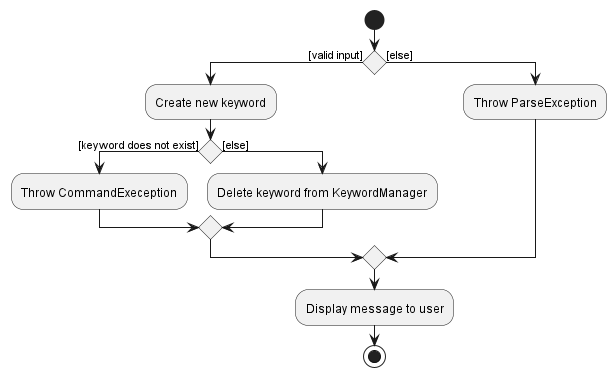 [valid input]
[else]
Create new keyword
Throw ParseException
[keyword does not exist]
[else]
Throw CommandExeception
Delete keyword from KeywordManager
Display message to user